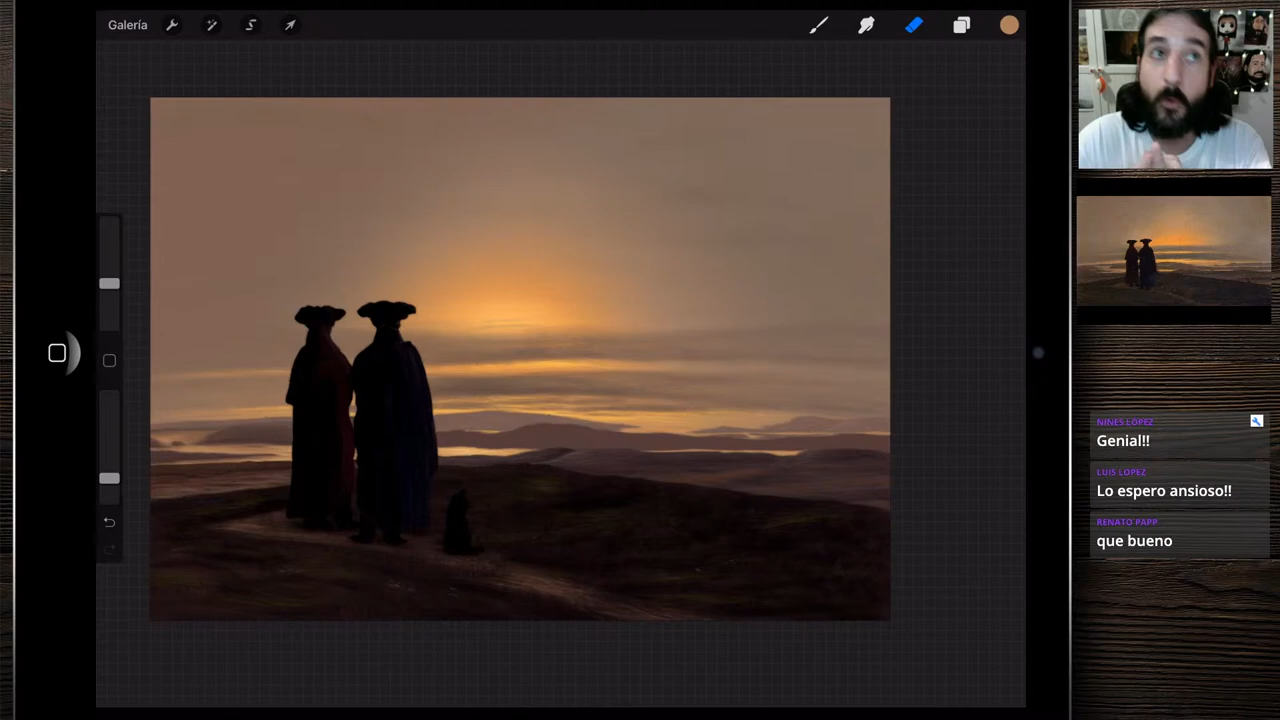 Galería
NINES LOPEZ
Genial!!
LUIS LOPEZ
Lo espero ansioso!!
RENATO PAPP
que bueno